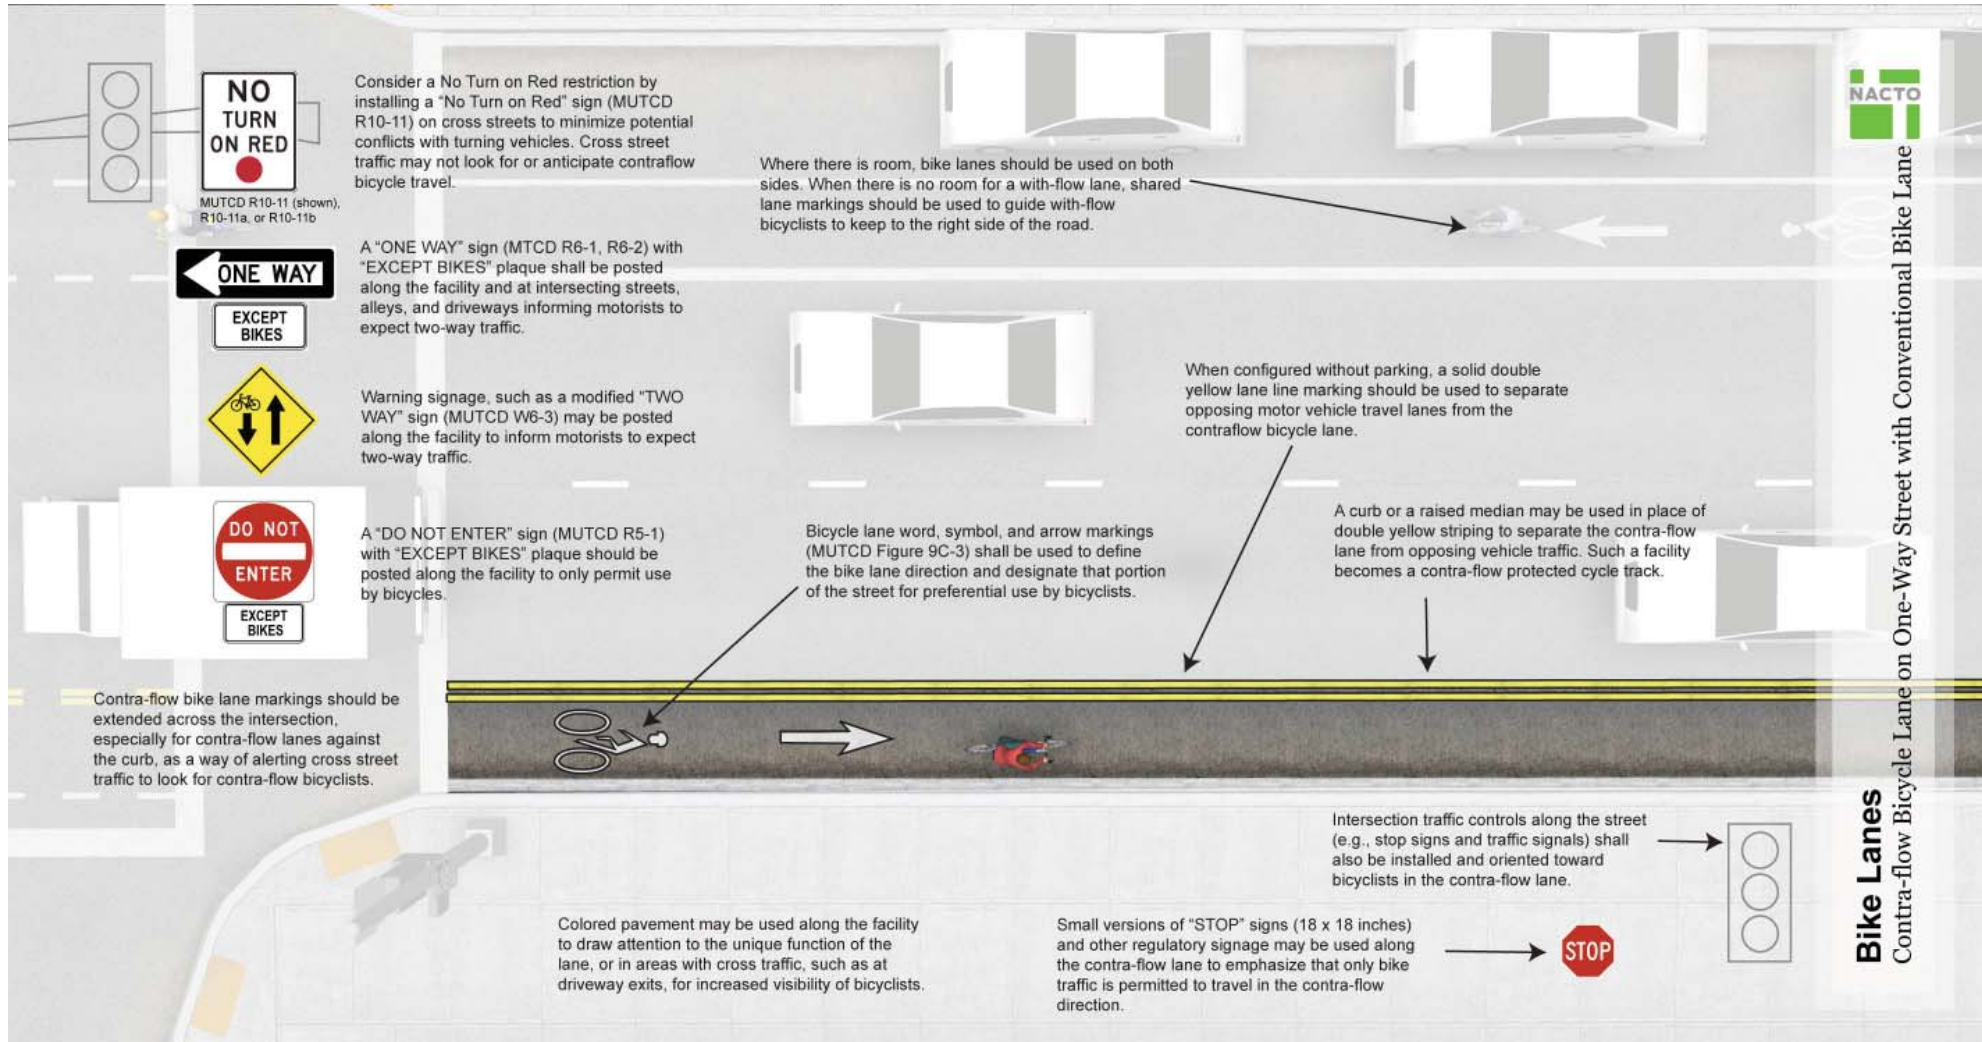 NO
TURN
ON RED
MUTCD R10-11 (shown),
R10-11a, or R10-11b
Consider a No Turn on Red restriction by
installing a “No Turn on Red” sign (MUTCD
R10-11) on cross streets to minimize potential
conflicts with turning vehicles. Cross street
traffic may not look for or anticipate contraflow
bicycle travel.
ONE WAY
EXCEPT
BIKES
A “ONE WAY” sign (MTCD R6-1, R6-2) with
“EXCEPT BIKES” plaque shall be posted
along the facility and at intersecting streets,
alleys, and driveways informing motorists to
expect two-way traffic.
Warning signage, such as a modified “TWO
WAY” sign (MUTCD W6-3) may be posted
along the facility to inform motorists to expect
two-way traffic.
DO NOT
ENTER
EXCEPT
BIKES
A “DO NOT ENTER” sign (MUTCD R5-1)
with “EXCEPT BIKES” plaque should be
posted along the facility to only permit use
by bicycles.
Contra-flow bike lane markings should be
extended across the intersection,
especially for contra-flow lanes against
the curb, as a way of alerting cross street
traffic to look for contra-flow bicyclists.
Where there is room, bike lanes should be used on both
sides. When there is no room for a with-flow lane, shared
lane markings should be used to guide with-flow
bicyclists to keep to the right side of the road.
When configured without parking, a solid double
yellow lane line marking should be used to separate
opposing motor vehicle travel lanes from the
contraflow bicycle lane.
Bicycle lane word, symbol, and arrow markings
(MUTCD Figure 9C-3) shall be used to define
the bike lane direction and designate that portion
of the street for preferential use by bicyclists.
A curb or a raised median may be used in place of
double yellow striping to separate the contra-flow
lane from opposing vehicle traffic. Such a facility
becomes a contra-flow protected cycle track.
Colored pavement may be used along the facility
to draw attention to the unique function of the
lane, or in areas with cross traffic, such as at
driveway exits, for increased visibility of bicyclists.
Small versions of “STOP” signs (18 x 18 inches)
and other regulatory signage may be used along
the contra-flow lane to emphasize that only bike
traffic is permitted to travel in the contra-flow
direction.
STOP
Intersection traffic controls along the street
(e.g., stop signs and traffic signals) shall
also be installed and oriented toward
bicyclists in the contra-flow lane.
NACTO
Bike Lanes
Contra-flow Bicycle Lane on One-Way Street with Conventional Bike Lane